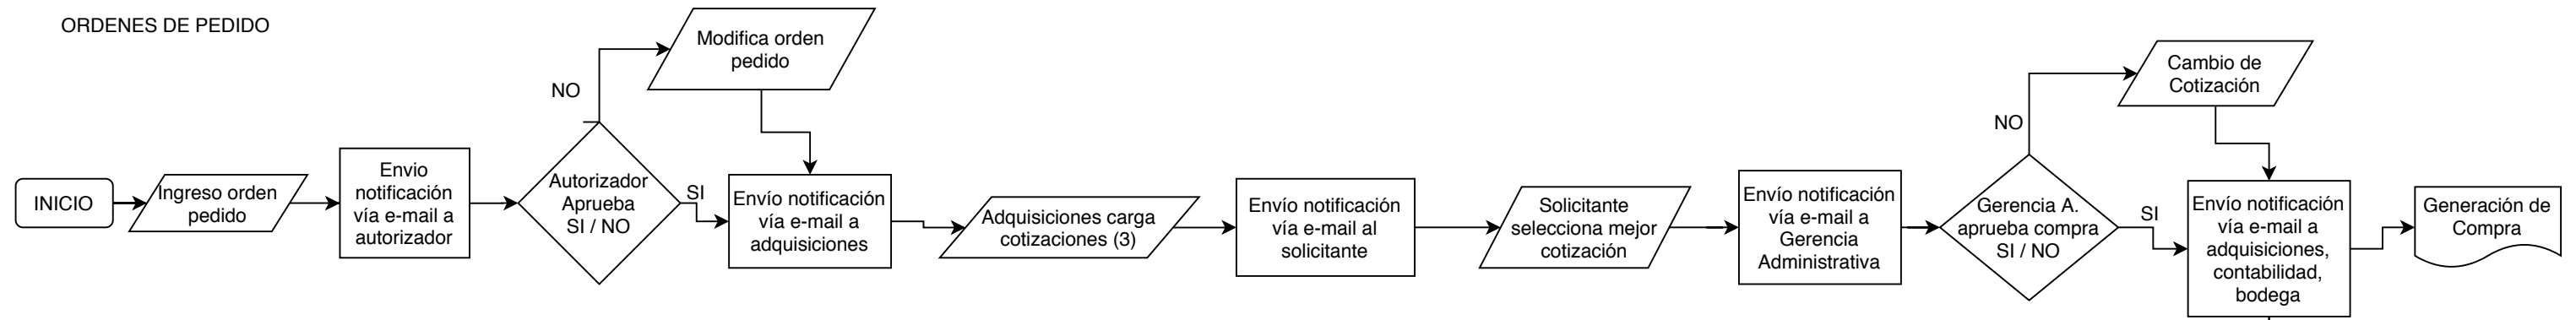 ORDENES DE PEDIDO
INICIO
Ingreso orden
pedido
Envio
notificación
vía e-mail a
autorizador
Autorizador
Aprueba
SI / NO
NO
Modifica orden
pedido
SI
Envío notificación
vía e-mail a
adquisiciones
Adquisiciones carga
cotizaciones (3)
Envío notificación
vía e-mail al
solicitante
Solicitante
selecciona mejor
cotización
Envío notificación
vía e-mail a
Gerencia
Administrativa
Gerencia A.
aprueba compra
SI / NO
NO
Cambio de
Cotización
SI
Envío notificación
vía e-mail a
adquisiciones,
contabilidad,
bodega
Generación de
Compra